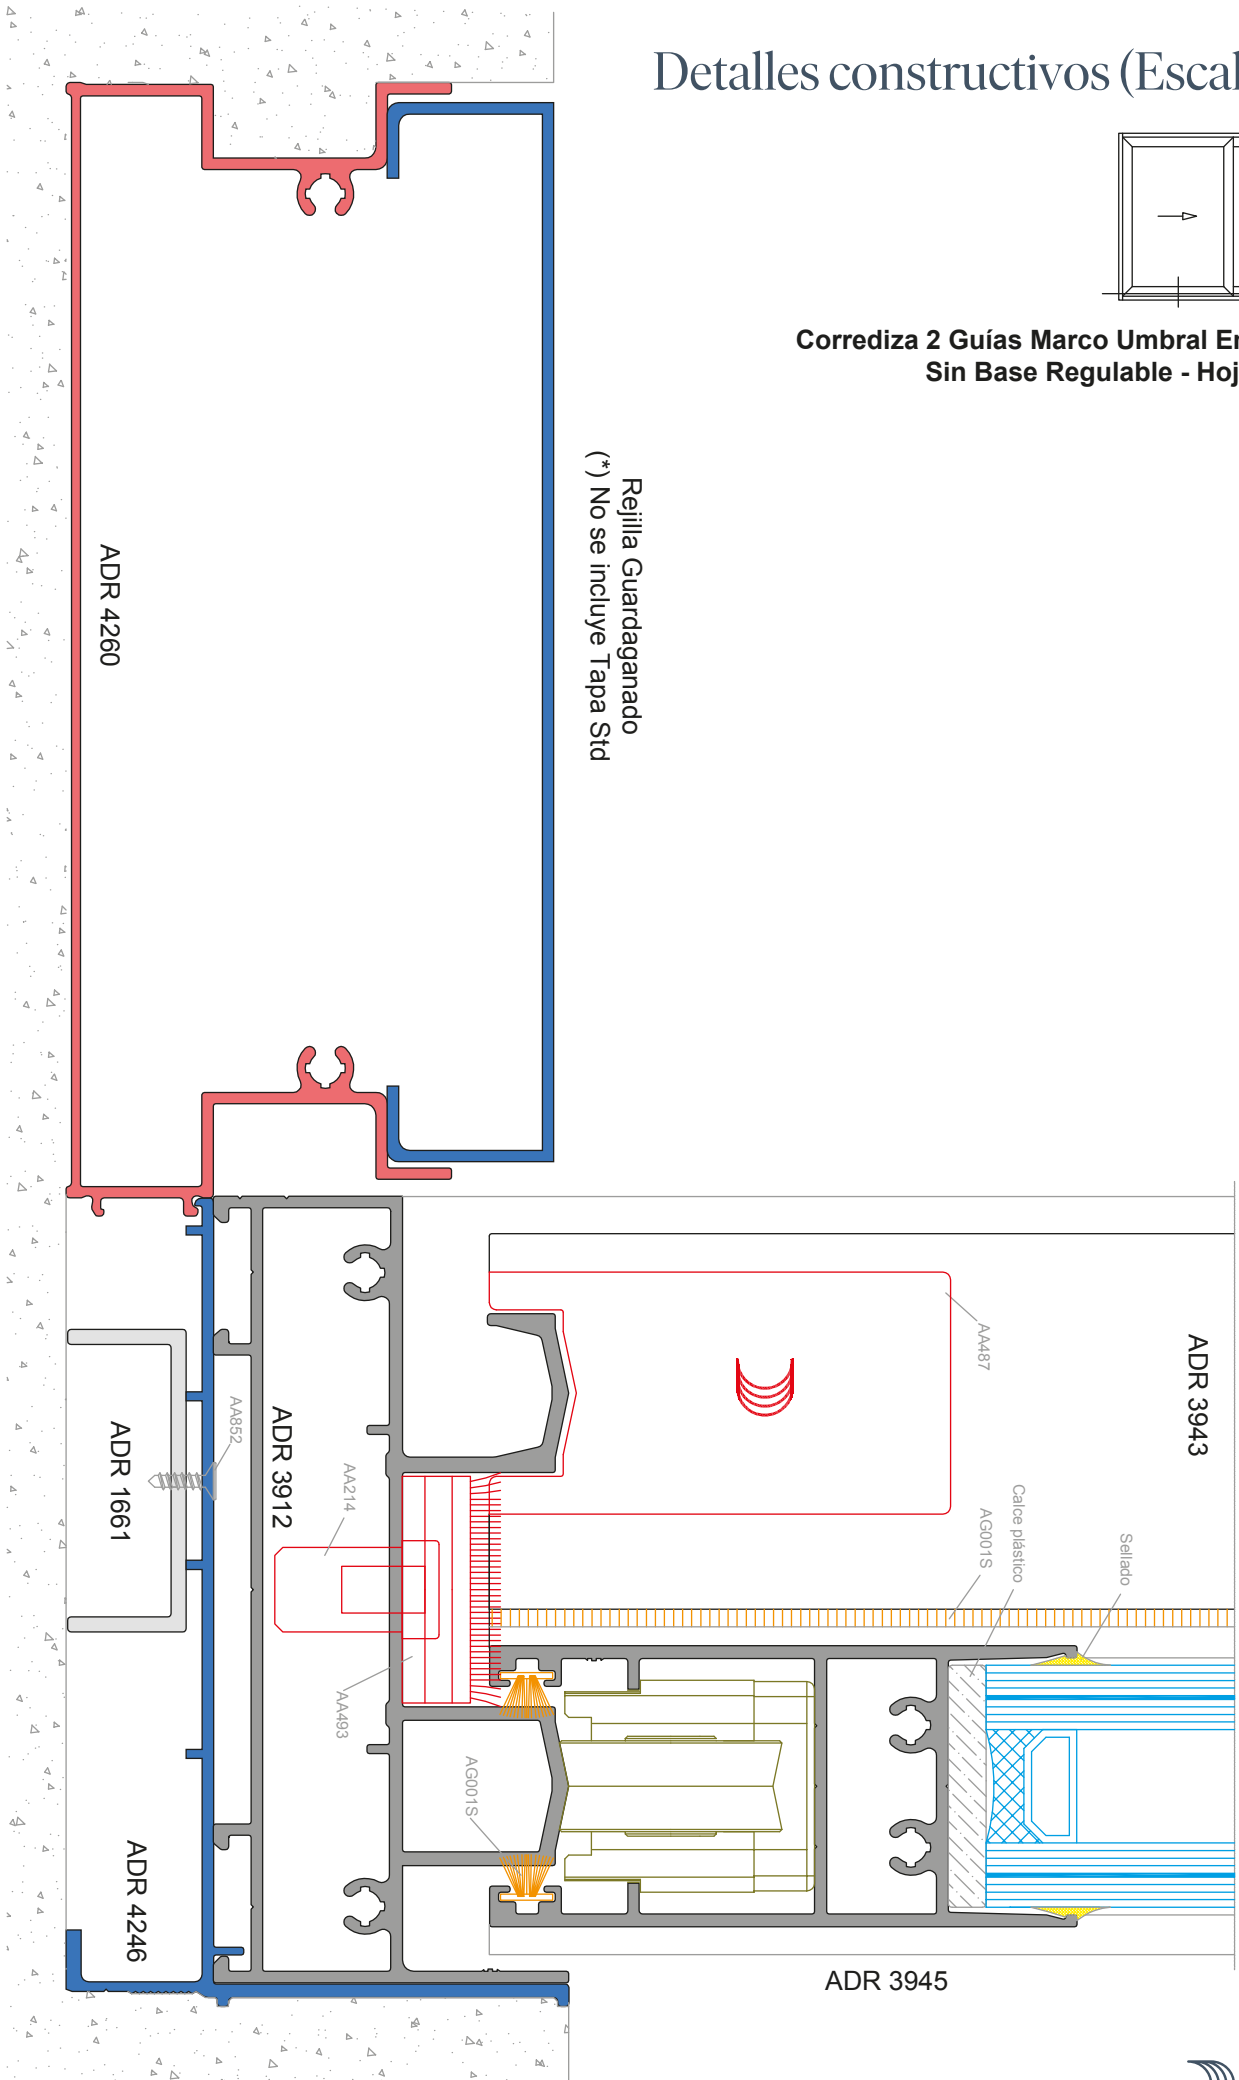 Detalles constructivos (Escal
Corrediza 2 Guías Marco Umbral Em
Sin Base Regulable - Hoj
Rejilla Guardaganado
(*) No se incluye Tapa Std
ADR 4260
AA487
ADR 3943
AA852
ADR 3912
ADR 1661
AA214
Calce plástico
AG001S
Sellado
AA493
AG001S
ADR 4246
ADR 3945